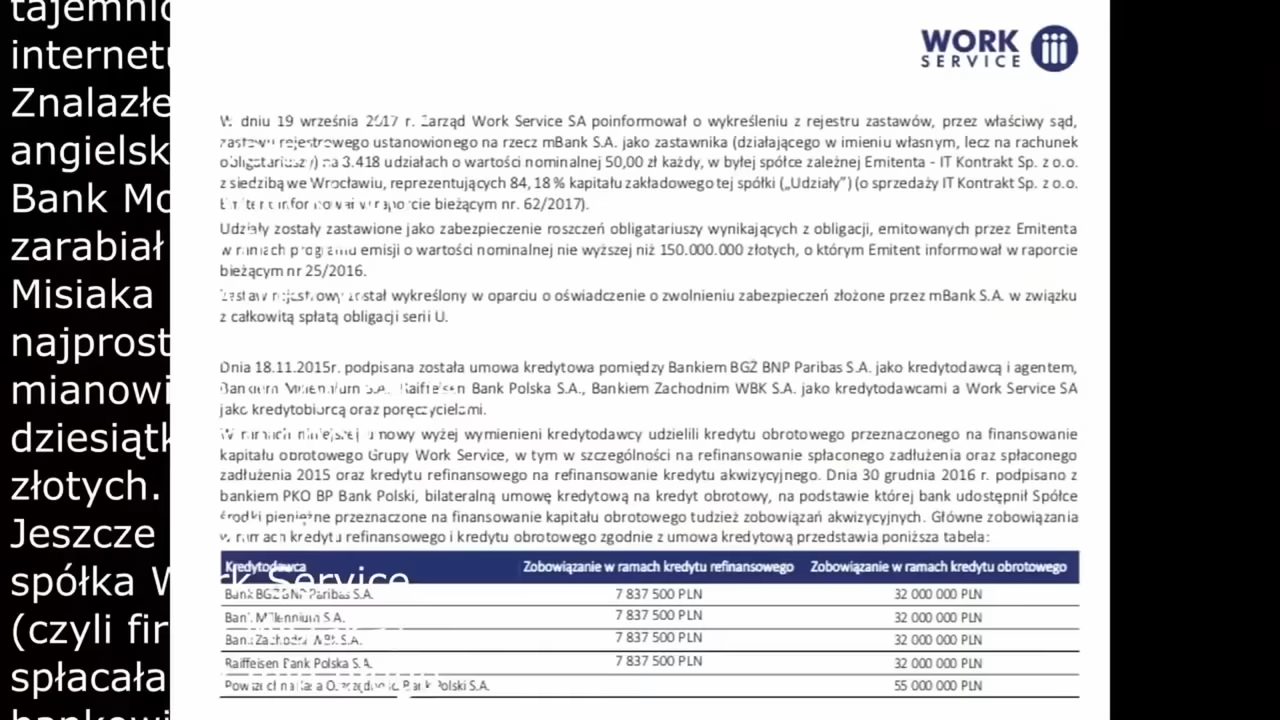 tajemnic
internetu
Znalazłe
angielsk
Bank Mo
zarabiał
Misiaka
najprost
mianowi
dziesiątk
złotych.
Jeszcze
spółka Work Service
(czyli fir
spłacała
bankowi
WORK
SERVICE
W dniu 19 września 2017 r. Zarząd Work Service SA poinformował o wykreśleniu z rejestru zastawów, przez właściwy sąd,
zastawu rejestrowego ustanowionego na rzecz mBank S.A. jako zastawnika (działającego w imieniu własnym, lecz na rachunek
obligatariuszy) na 3.418 udziałach o wartości nominalnej 50,00 zł każdy, w byłej spółce zależnej Emitenta - IT Kontrakt Sp. z o.o.
z siedzibą we Wrocławiu, reprezentujących 84, 18 % kapitału zakładowego tej spółki („Udziały") (o sprzedaży IT Kontrakt Sp. z o.o.
Emitent informował w raporcie bieżącym nr. 62/2017).
Udziały zostały zastawione jako zabezpieczenie roszczeń obligatariuszy wynikających z obligacji, emitowanych przez Emitenta
w ramach programu emisji o wartości nominalnej nie wyższej niż 150.000.000 złotych, o którym Emitent informował w raporcie
bieżącym nr 25/2016.
Zastaw rejestrowy został wykreślony w oparciu o oświadczenie o zwolnieniu zabezpieczeń złożone przez mBank S.A. w związku
z całkowitą spłatą obligacji serii U.
Dnia 18.11.2015r. podpisana została umowa kredytowa pomiędzy Bankiem BGŻ BNP Paribas S.A. jako kredytodawcą i agentem,
Bankiem Millennium S.A., Raiffeisen Bank Polska S.A., Bankiem Zachodnim WBK S.A. jako kredytodawcami a Work Service SA
jako kredytobiorcą oraz poręczycielami.
W ramach niniejszej umowy wyżej wymienieni kredytodawcy udzielili kredytu obrotowego przeznaczonego na finansowanie
kapitału obrotowego Grupy Work Service, w tym w szczególności na refinansowanie spłaconego zadłużenia oraz spłaconego
zadłużenia 2015 oraz kredytu refinansowego na refinansowanie kredytu akwizycyjnego. Dnia 30 grudnia 2016 r. podpisano z
bankiem PKO BP Bank Polski, bilateralną umowę kredytową na kredyt obrotowy, na podstawie której bank udostępnił Spółce
środki pieniężne przeznaczone na finansowanie kapitału obrotowego tudzież zobowiązań akwizycyjnych. Główne zobowiązania
w ramach kredytu refinansowego i kredytu obrotowego zgodnie z umowa kredytową przedstawia poniższa tabela:
Kredytodawca Zobowiązanie w ramach kredytu refinansowego Zobowiązanie w ramach kredytu obrotowego
Bank BGŻ BNP Paribas S.A. 7 837 500 PLN 32 000 000 PLN
Bank Millennium S.A. 7 837 500 PLN 32 000 000 PLN
Bank Zachodni WBK S.A. 7 837 500 PLN 32 000 000 PLN
Raiffeisen Bank Polska S.A. 7 837 500 PLN 32 000 000 PLN
Powszechna Kasa Oszczędności Bank Polski S.A. 55 000 000 PLN